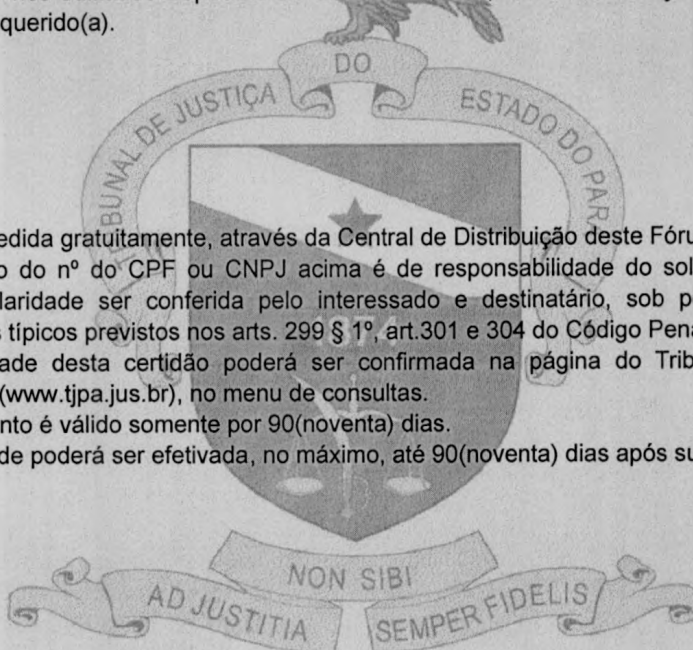 querido(a).
DO
TRIBUNAL DE JUSTIÇA
ESTADO DO PAR
edida gratuitamente, através da Central de Distribuição deste Fóru
o do nº do CPF ou CNPJ acima é de responsabilidade do sol
laridade ser conferida pelo interessado e destinatário, sob p
s típicos previstos nos arts. 299 § 1º, art.301 e 304 do Código Pena
1874
ade desta certidão poderá ser confirmada na página do Trib
(www.tjpa.jus.br), no menu de consultas.
nto é válido somente por 90(noventa) dias.
de poderá ser efetivada, no máximo, até 90(noventa) dias após su
NON SIBI
AD JUSTITIA
SEMPER FIDELIS